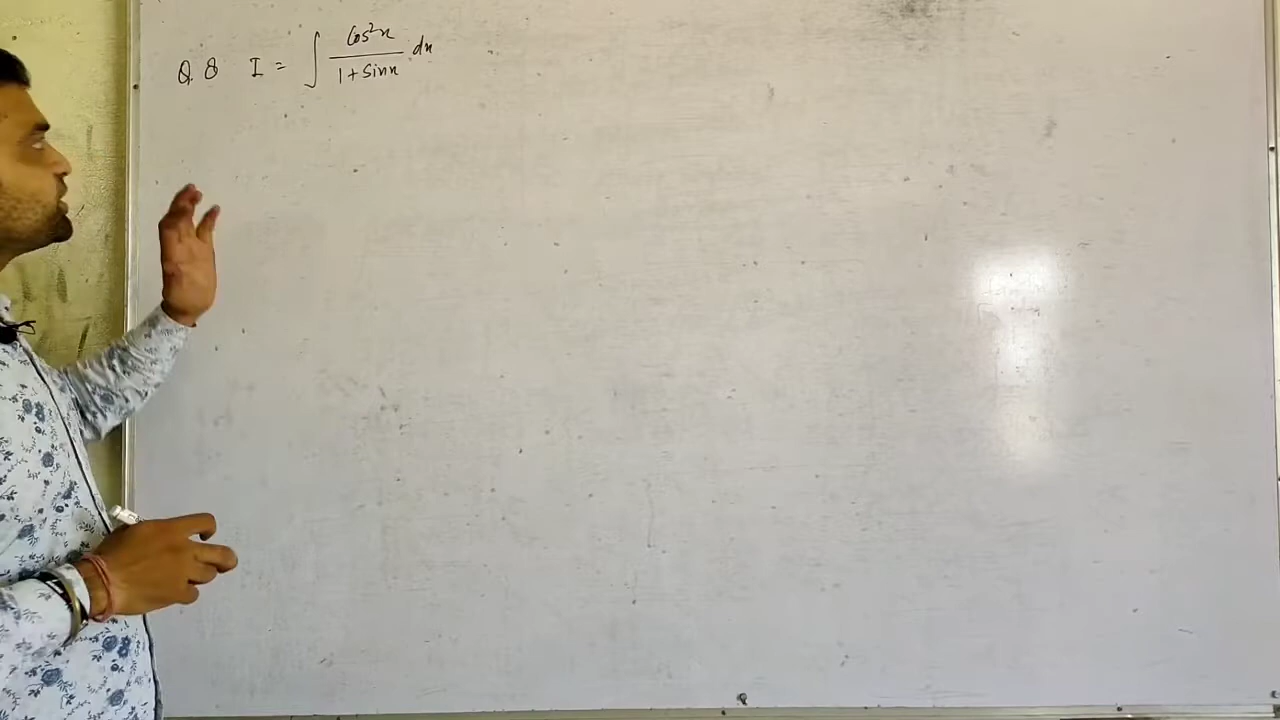 Q. 8 I = ∫ cos²x / 1 + sinx dx